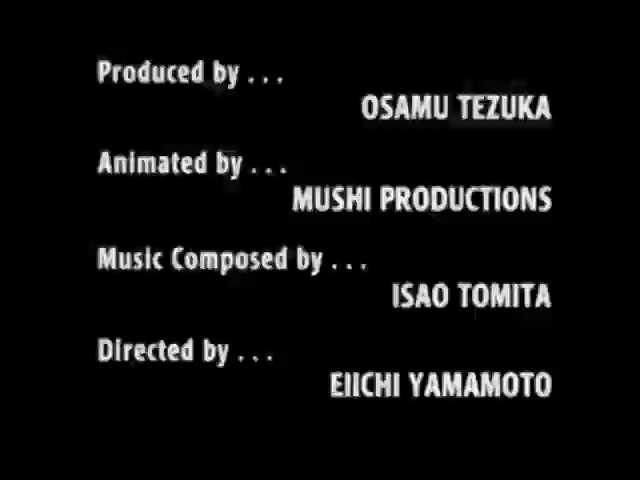 Produced by . . .
OSAMU TEZUKA
Animated by . . .
MUSHI PRODUCTIONS
Music Composed by . . .
ISAO TOMITA
Directed by . . .
EIICHI YAMAMOTO